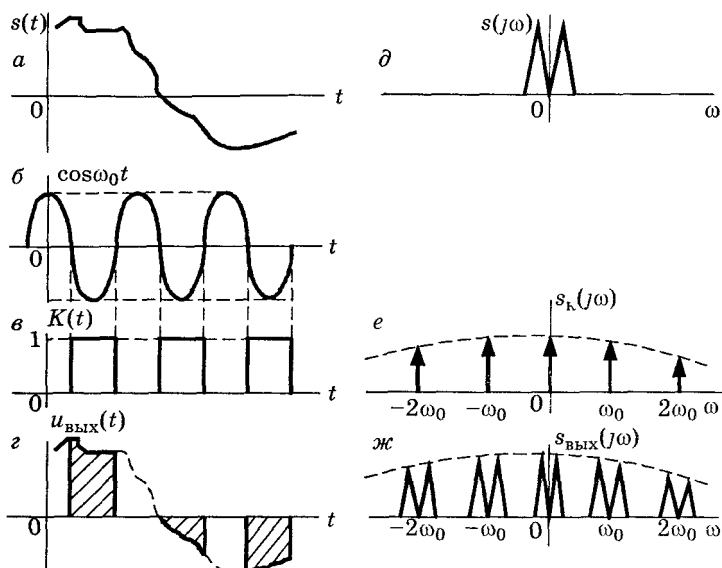 s(t)
а
0
t
s(jω)
д
0
ω
б
cosω₀t
0
t
в
K(t)
1
0
t
е
sₖ(jω)
−2ω₀ −ω₀ 0 ω₀ 2ω₀ ω
г
uвых(t)
0
t
ж
sвых(jω)
−2ω₀ −ω₀ 0 ω₀ 2ω₀ ω